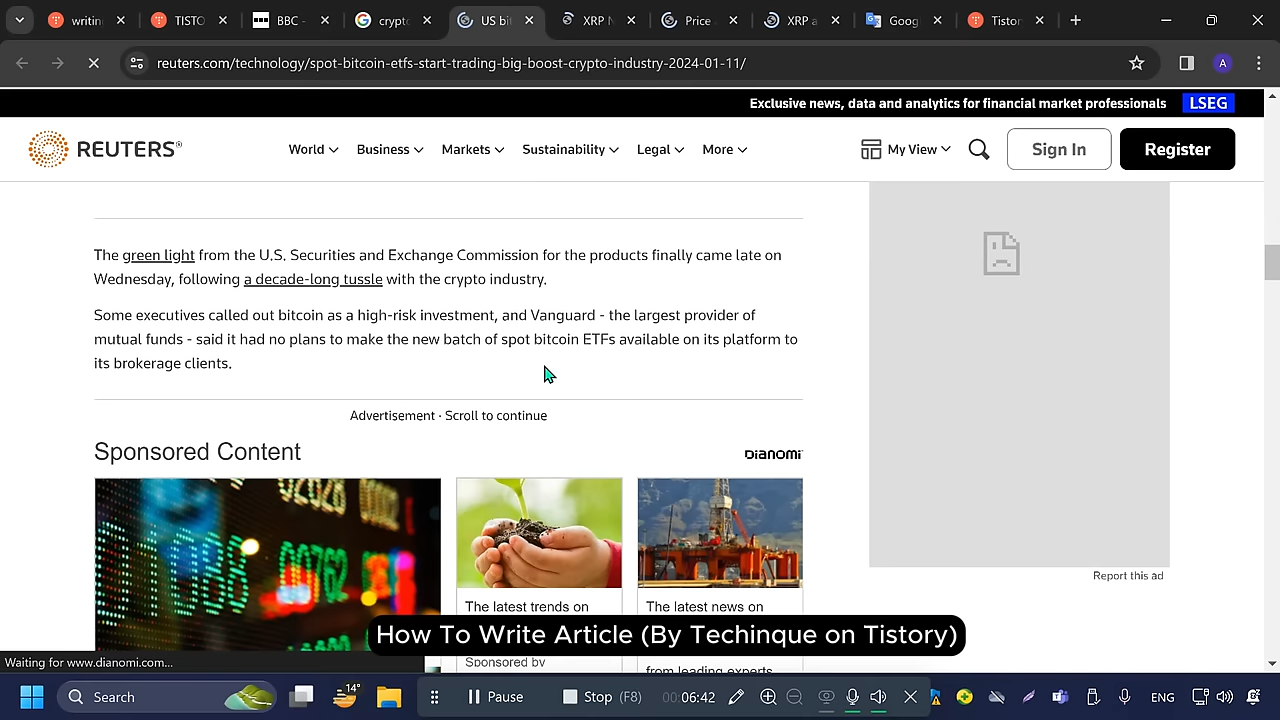 writin
TISTO
BBC -
crypto
US bit
XRP N
Price
XRP a
Goog
Tistor
reuters.com/technology/spot-bitcoin-etfs-start-trading-big-boost-crypto-industry-2024-01-11/
A
Exclusive news, data and analytics for financial market professionals LSEG
REUTERS®
World
Business
Markets
Sustainability
Legal
More
My View
Sign In
Register
The green light from the U.S. Securities and Exchange Commission for the products finally came late on
Wednesday, following a decade-long tussle with the crypto industry.
Some executives called out bitcoin as a high-risk investment, and Vanguard - the largest provider of
mutual funds - said it had no plans to make the new batch of spot bitcoin ETFs available on its platform to
its brokerage clients.
Advertisement · Scroll to continue
Sponsored Content
DIANOMI
Report this ad
The latest trends on
The latest news on
How To Write Article (By Techinque on Tistory)
Sponsored by
from leading experts
Waiting for www.dianomi.com...
Search
14°
Pause
Stop (F8)
00:06:42
ENG